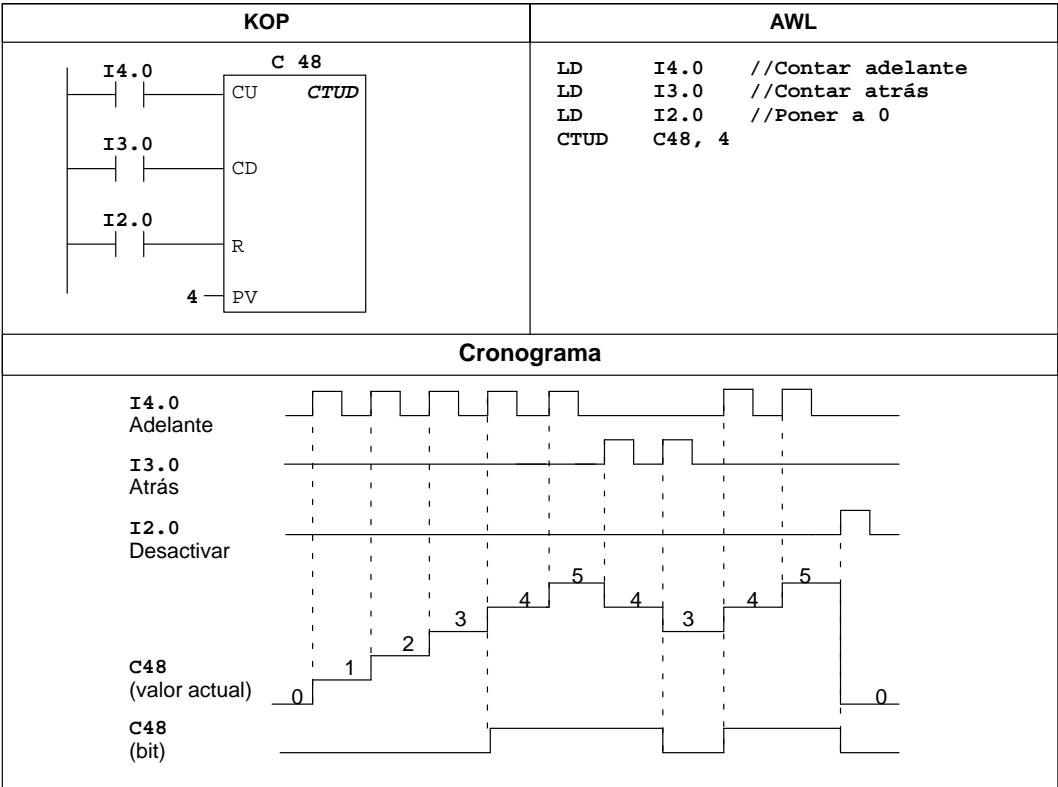 KOP
AWL
C 48
I4.0
CU CTUD
I3.0
CD
I2.0
R
4 PV
LD I4.0 //Contar adelante
LD I3.0 //Contar atrás
LD I2.0 //Poner a 0
CTUD C48, 4
Cronograma
I4.0
Adelante
I3.0
Atrás
I2.0
Desactivar
C48
(valor actual)
0 1 2 3 4 5 4 3 4 5 0
C48
(bit)